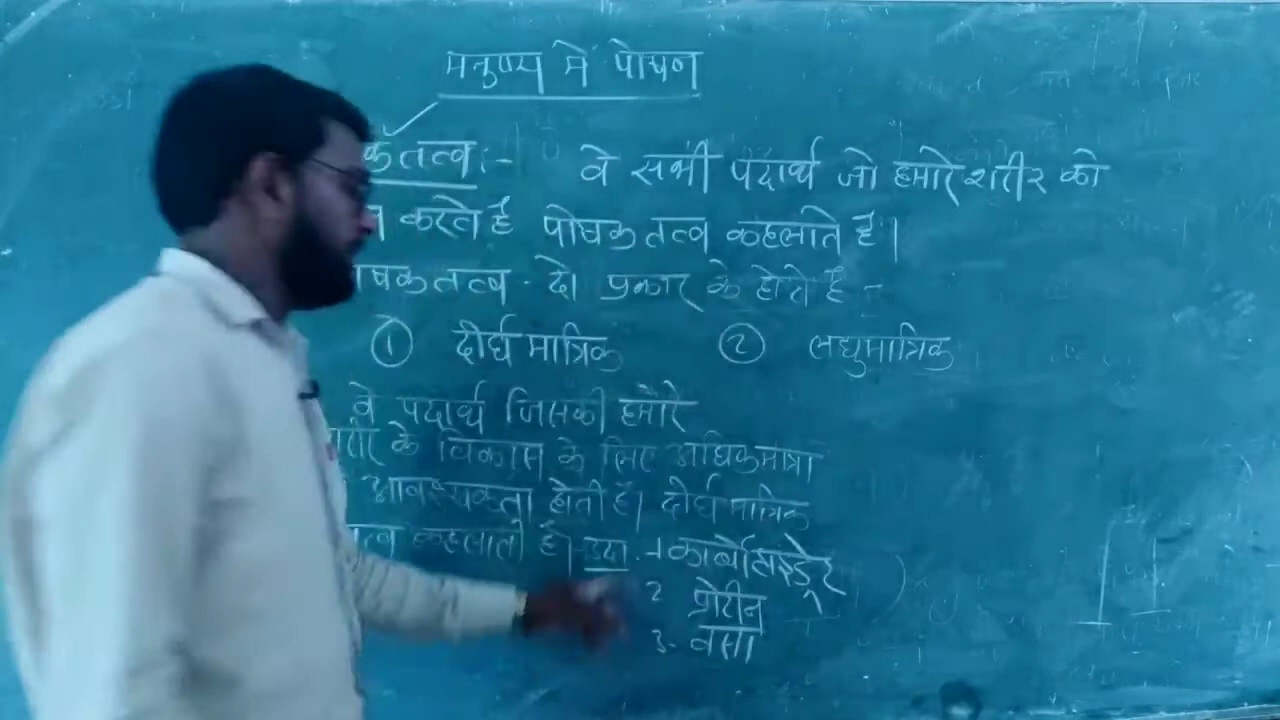 मनुष्य में पोषण
क तत्व :- वे सभी पदार्थ जो हमारे शरीर को
करते हैं पोषक तत्व कहलाते हैं।
षक तत्व - दो प्रकार के होते हैं -
① दीर्घ मात्रिक ② लघुमात्रिक
वे पदार्थ जिसकी हमारे
रीर के विकास के लिए अधिक मात्रा
आवश्यकता होती हैं। दीर्घ मात्रिक
त्व कहलाते हैं। उदा. -1 कार्बोहाइड्रेट
2 प्रोटीन
3- वसा